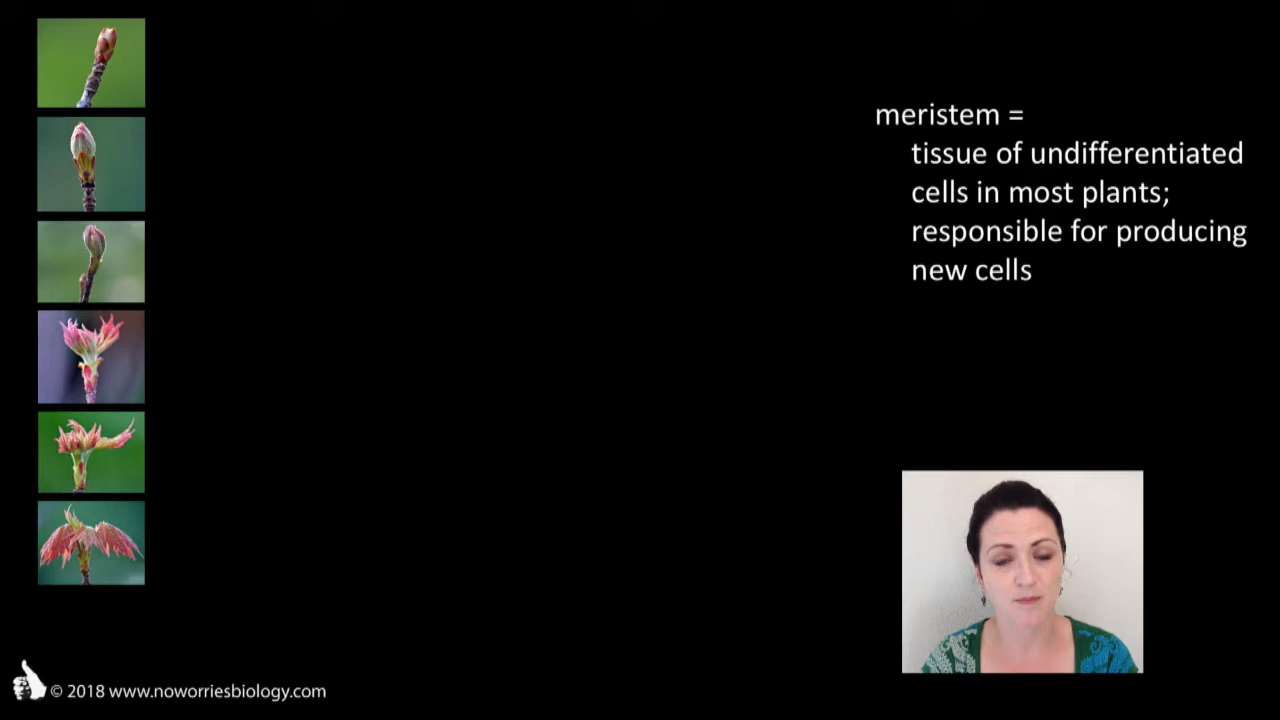 meristem =
tissue of undifferentiated
cells in most plants;
responsible for producing
new cells
© 2018 www.noworriesbiology.com